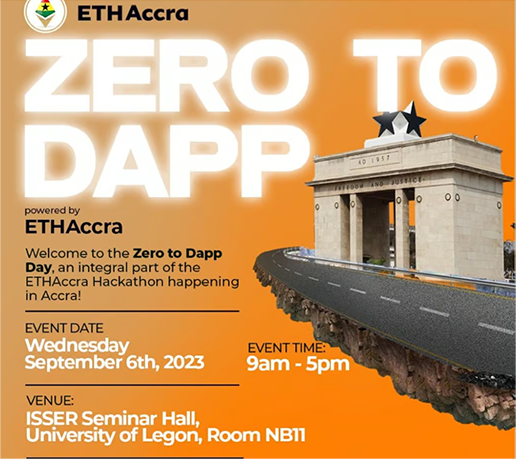 ETHAccra
ZERO TO
DAPP
AD 1957
FREEDOM AND JUSTICE
powered by
ETHAccra
Welcome to the Zero to Dapp
Day, an integral part of the
ETHAccra Hackathon happening
in Accra!
EVENT DATE
Wednesday
September 6th, 2023
EVENT TIME:
9am - 5pm
VENUE:
ISSER Seminar Hall,
University of Legon, Room NB11